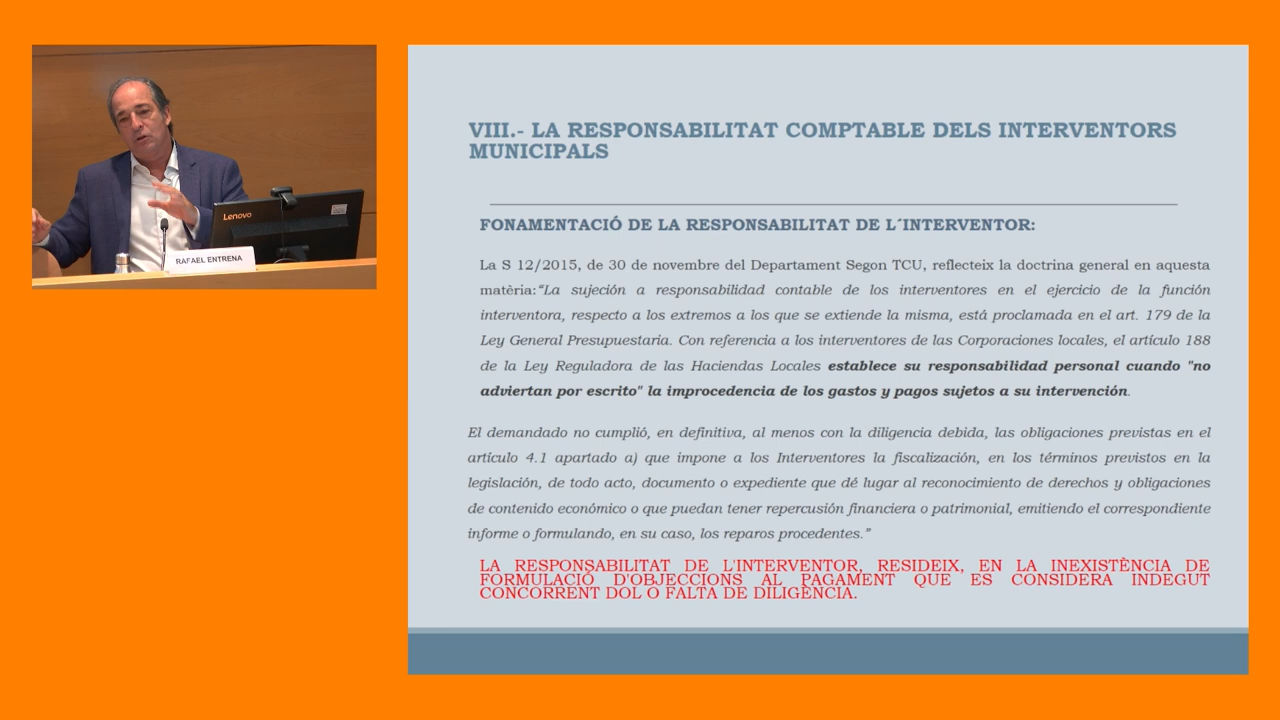 Lenovo
RAFAEL ENTRENA
VIII.- LA RESPONSABILITAT COMPTABLE DELS INTERVENTORS
MUNICIPALS
FONAMENTACIÓ DE LA RESPONSABILITAT DE L´INTERVENTOR:
La S 12/2015, de 30 de novembre del Departament Segon TCU, reflecteix la doctrina general en aquesta
matèria:“La sujeción a responsabilidad contable de los interventores en el ejercicio de la función
interventora, respecto a los extremos a los que se extiende la misma, está proclamada en el art. 179 de la
Ley General Presupuestaria. Con referencia a los interventores de las Corporaciones locales, el artículo 188
de la Ley Reguladora de las Haciendas Locales establece su responsabilidad personal cuando "no
adviertan por escrito" la improcedencia de los gastos y pagos sujetos a su intervención.
El demandado no cumplió, en definitiva, al menos con la diligencia debida, las obligaciones previstas en el
artículo 4.1 apartado a) que impone a los Interventores la fiscalización, en los términos previstos en la
legislación, de todo acto, documento o expediente que dé lugar al reconocimiento de derechos y obligaciones
de contenido económico o que puedan tener repercusión financiera o patrimonial, emitiendo el correspondiente
informe o formulando, en su caso, los reparos procedentes.”
LA RESPONSABILITAT DE L'INTERVENTOR, RESIDEIX, EN LA INEXISTÈNCIA DE
FORMULACIÓ D'OBJECCIONS AL PAGAMENT QUE ES CONSIDERA INDEGUT
CONCORRENT DOL O FALTA DE DILIGÈNCIA.